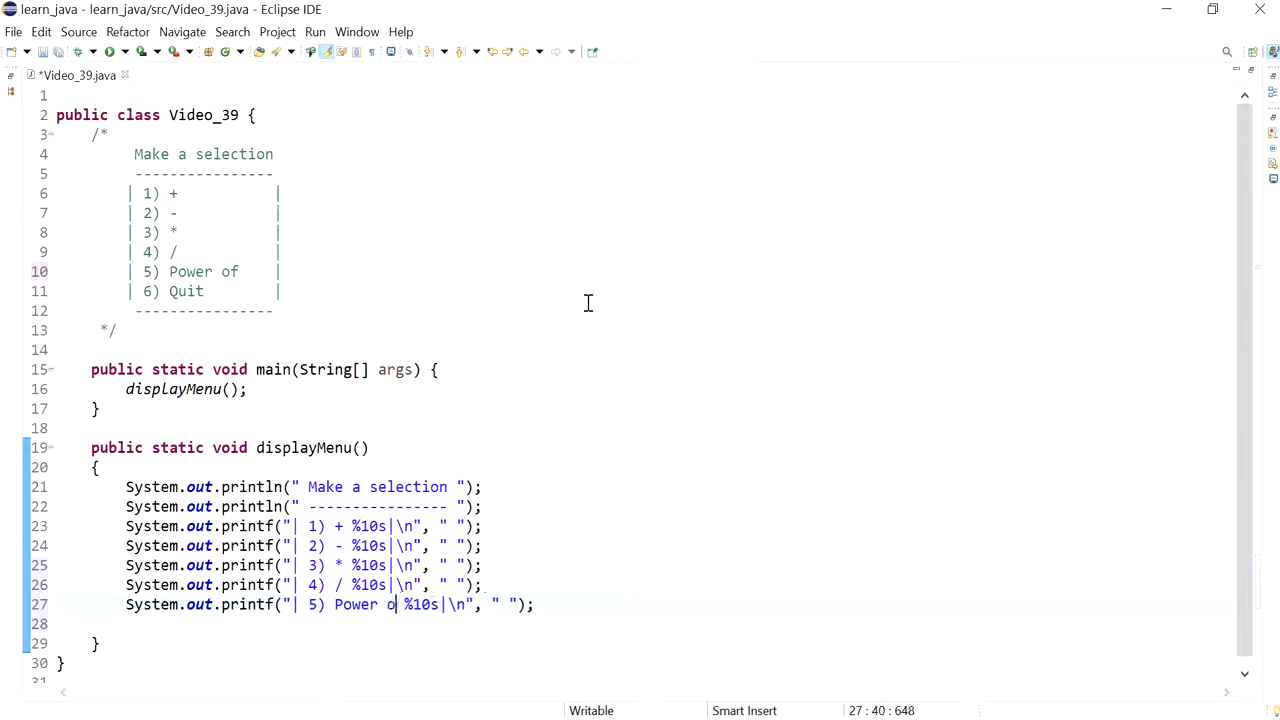 learn_java - learn_java/src/Video_39.java - Eclipse IDE
File Edit Source Refactor Navigate Search Project Run Window Help
*Video_39.java
1
2 public class Video_39 {
3 /*
4 Make a selection
5 ----------------
6 | 1) + |
7 | 2) - |
8 | 3) * |
9 | 4) / |
10 | 5) Power of |
11 | 6) Quit |
12 ----------------
13 */
14
15 public static void main(String[] args) {
16 displayMenu();
17 }
18
19 public static void displayMenu()
20 {
21 System.out.println(" Make a selection ");
22 System.out.println(" ---------------- ");
23 System.out.printf("| 1) + %10s|\n", " ");
24 System.out.printf("| 2) - %10s|\n", " ");
25 System.out.printf("| 3) * %10s|\n", " ");
26 System.out.printf("| 4) / %10s|\n", " ");
27 System.out.printf("| 5) Power o %10s|\n", " ");
28
29 }
30 }
31
Writable Smart Insert 27 : 40 : 648